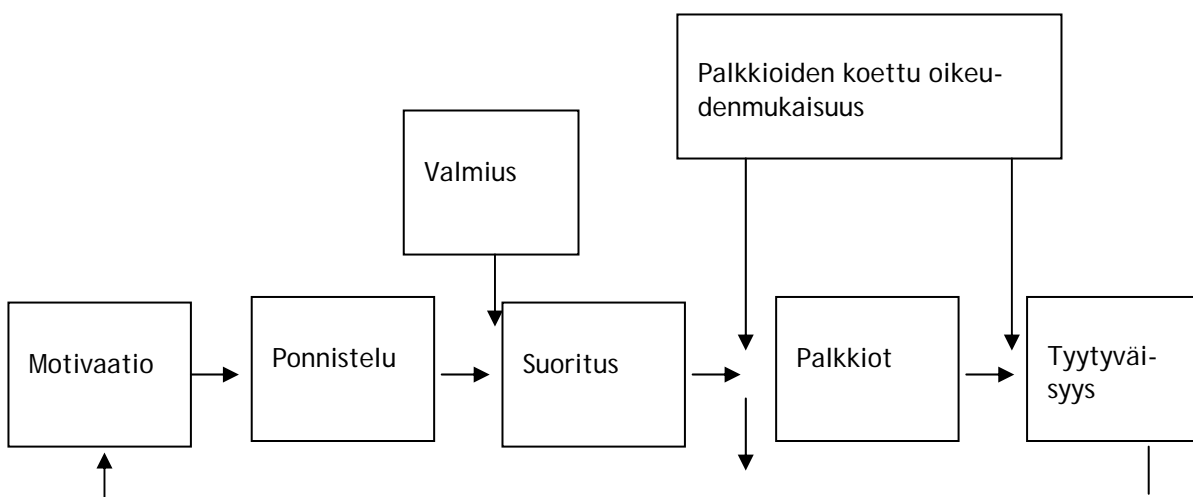 Palkkioiden koettu oikeu-
denmukaisuus
Valmius
Motivaatio
Ponnistelu
Suoritus
Palkkiot
Tyytyväi-
syys